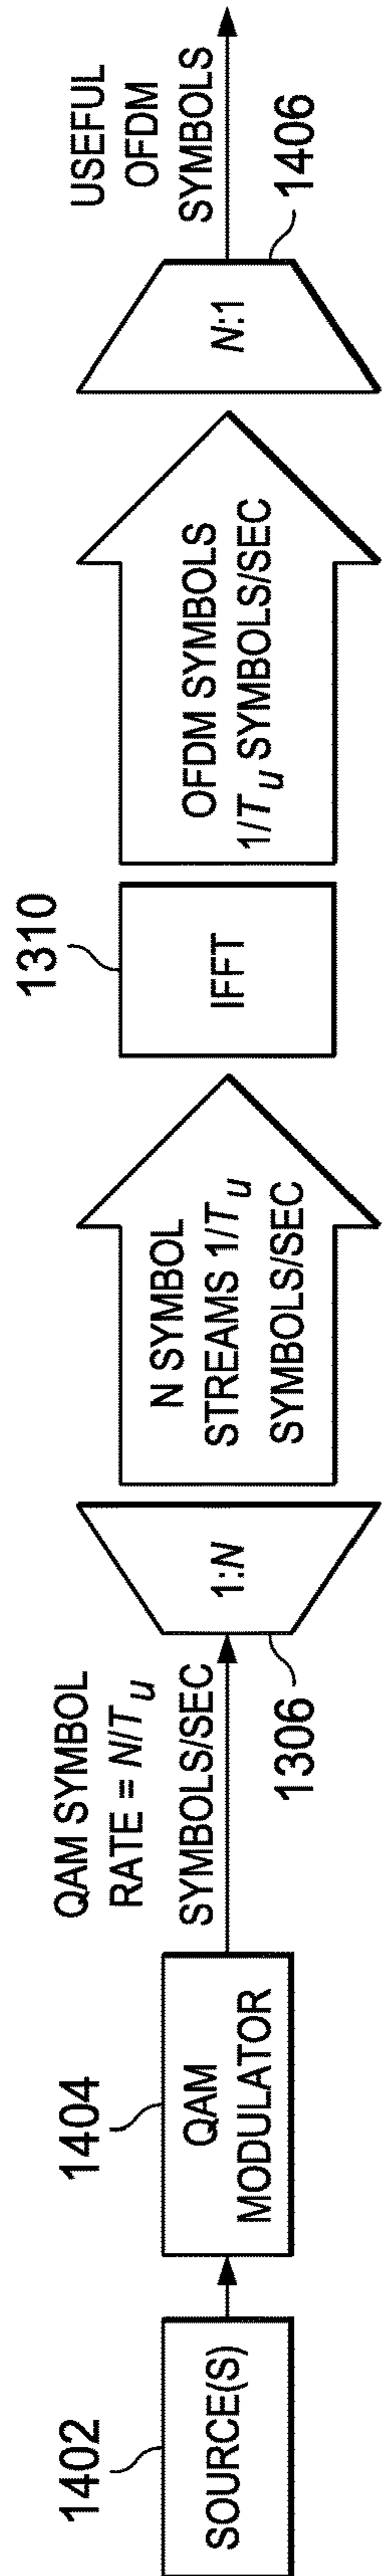 1402
SOURCE(S)
1404
QAM
MODULATOR
QAM SYMBOL
RATE = N/Tu
SYMBOLS/SEC
1:N
1306
N SYMBOL
STREAMS 1/Tu
SYMBOLS/SEC
1310
IFFT
OFDM SYMBOLS
1/Tu SYMBOLS/SEC
N:1
1406
USEFUL
OFDM
SYMBOLS